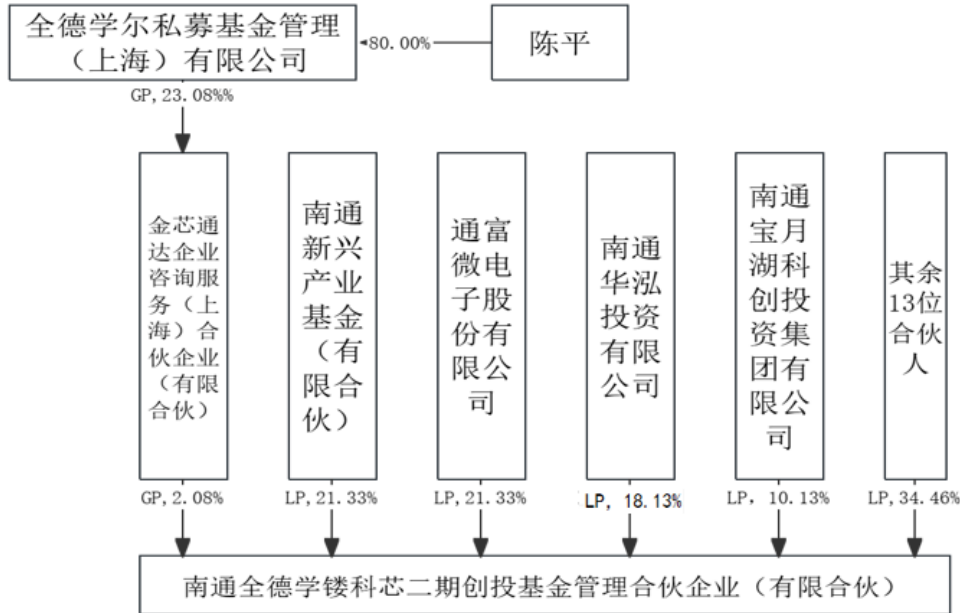 全德学尔私募基金管理
（上海）有限公司
80.00%
陈平
GP,23.08%%
金芯通
达企业
咨询服
务（上
海）合
伙企业
（有限
合伙）
南通
新兴
产业
基金
（有
限合
伙）
通富
微电
子股
份有
限公
司
南通
华泓
投资
有限
公司
南通
宝月
湖科
创投
资集
团有
限公
司
其余
13位
合伙
人
GP,2.08%
LP,21.33%
LP,21.33%
LP, 18.13%
LP, 10.13%
LP,34.46%
南通全德学镂科芯二期创投基金管理合伙企业（有限合伙）